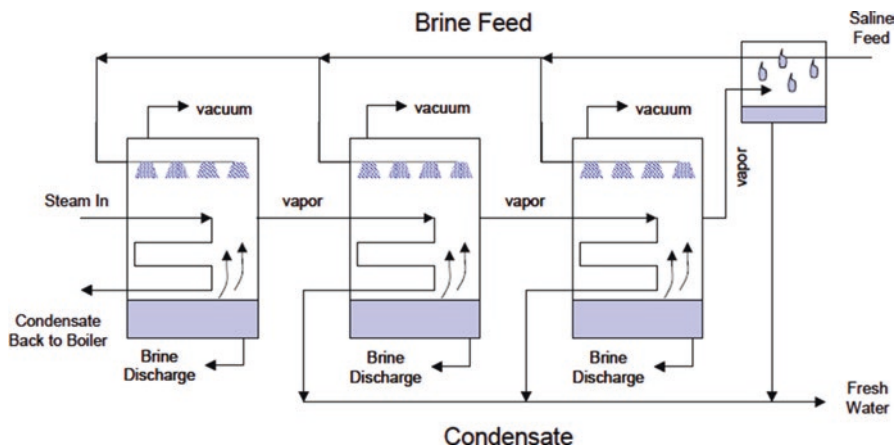 Brine Feed
Saline
Feed
vacuum
vacuum
vacuum
Steam In
vapor
vapor
vapor
Condensate
Back to Boiler
Brine
Discharge
Brine
Discharge
Brine
Discharge
Fresh
Water
Condensate